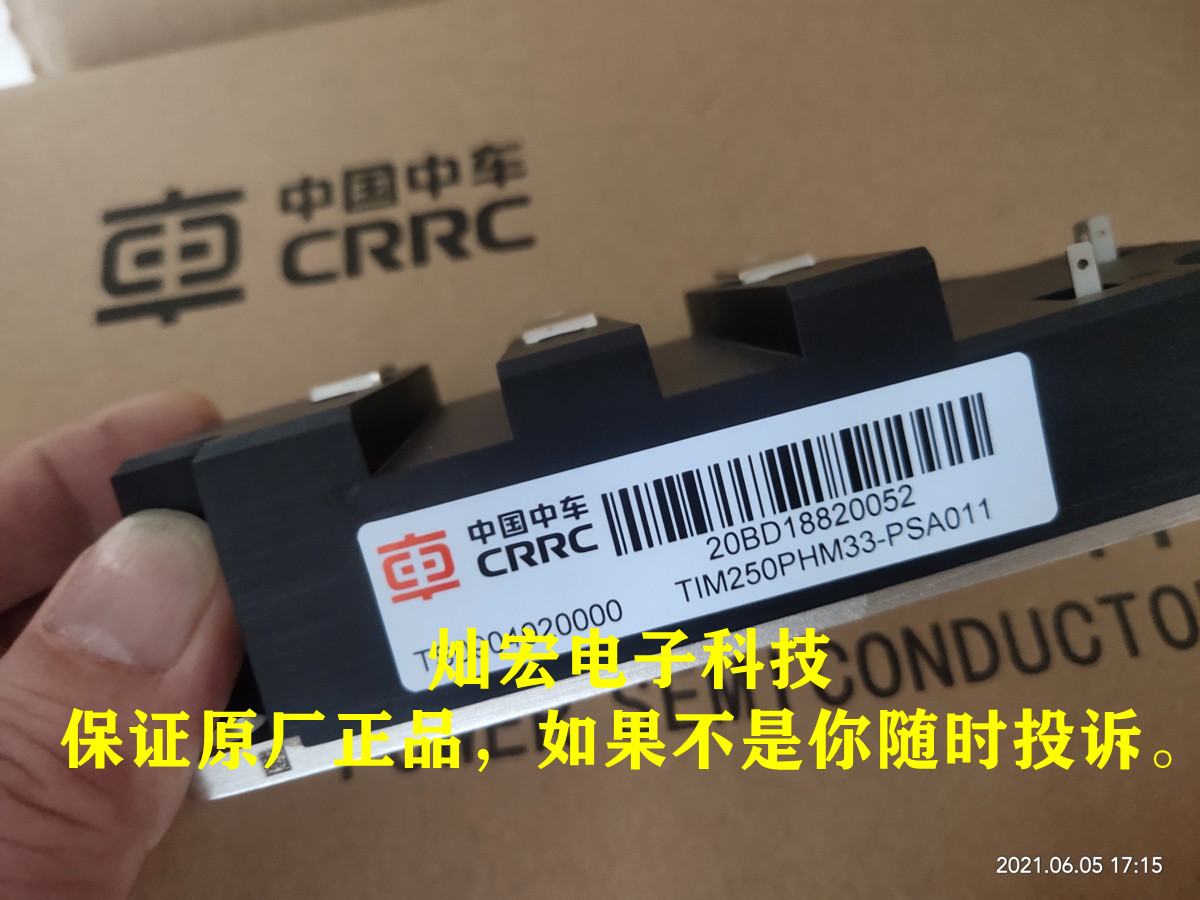 中国中车
CRRC
中国中车
CRRC
20BD18820052
TIM250PHM33-PSA011
灿宏电子科技
保证原厂正品，如果不是你随时投诉。
2021.06.05 17:15